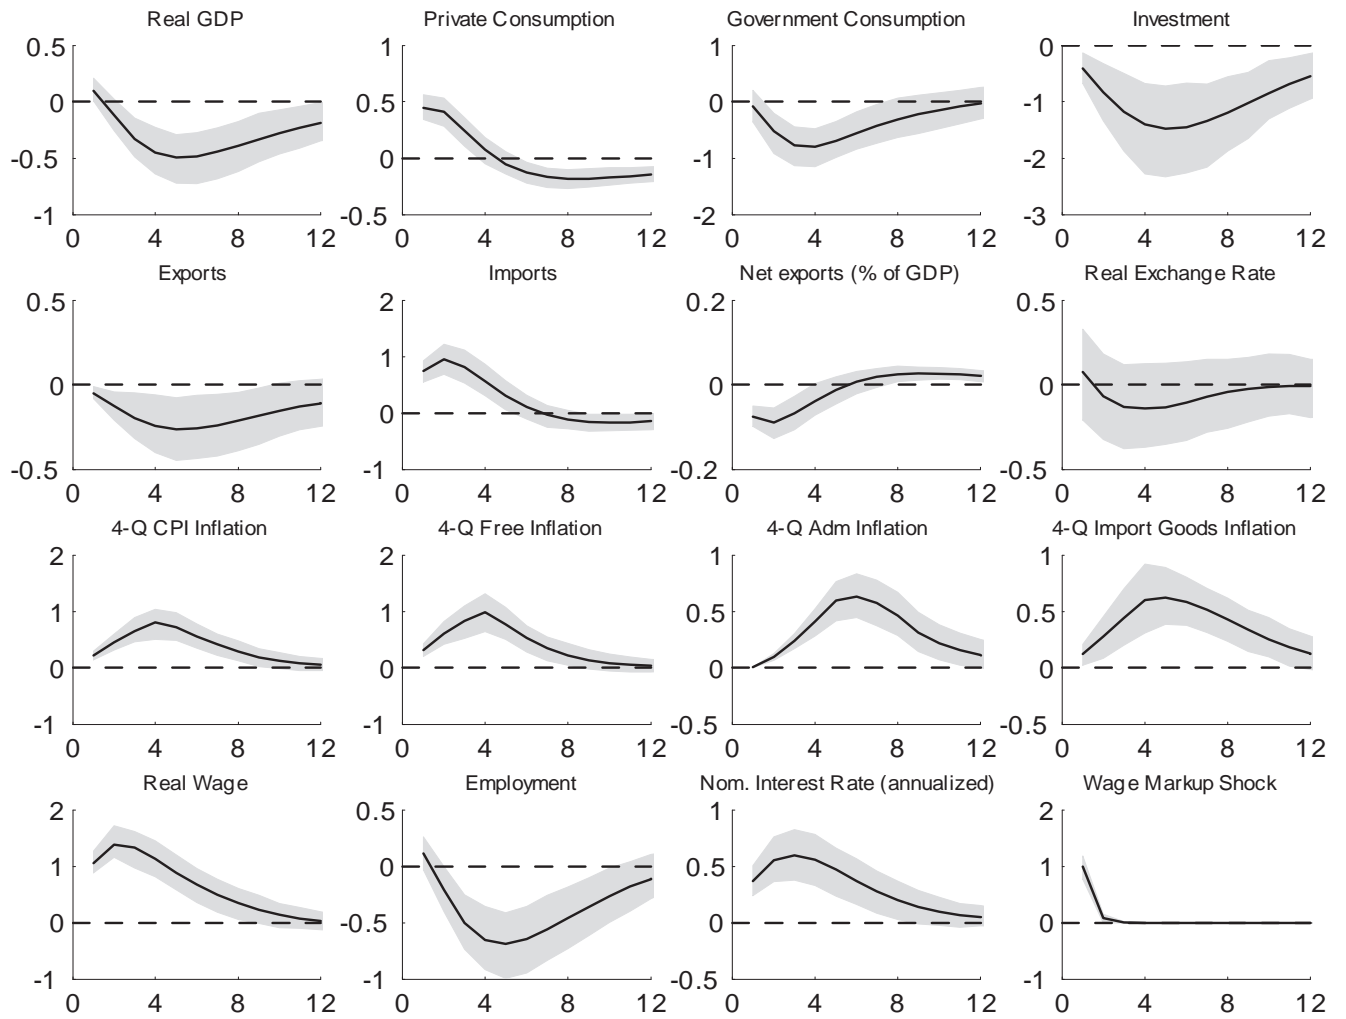 Real GDP Private Consumption Government Consumption Investment
0.5 1 1 0
0 0.5 0 -1
-0.5 0 -1 -2
-1 -0.5 -2 -3
0 4 8 12 0 4 8 12 0 4 8 12 0 4 8 12
Exports Imports Net exports (% of GDP) Real Exchange Rate
0.5 2 0.2 0.5
1
0 0 0
0
-0.5 -1 -0.2 -0.5
0 4 8 12 0 4 8 12 0 4 8 12 0 4 8 12
4-Q CPI Inflation 4-Q Free Inflation 4-Q Adm Inflation 4-Q Import Goods Inflation
2 2 1 1
1 1 0.5 0.5
0 0 0 0
-1 -1 -0.5 -0.5
0 4 8 12 0 4 8 12 0 4 8 12 0 4 8 12
Real Wage Employment Nom. Interest Rate (annualized) Wage Markup Shock
2 0.5 1 2
1 0 0.5 1
0 -0.5 0 0
-1 -1 -0.5 -1
0 4 8 12 0 4 8 12 0 4 8 12 0 4 8 12